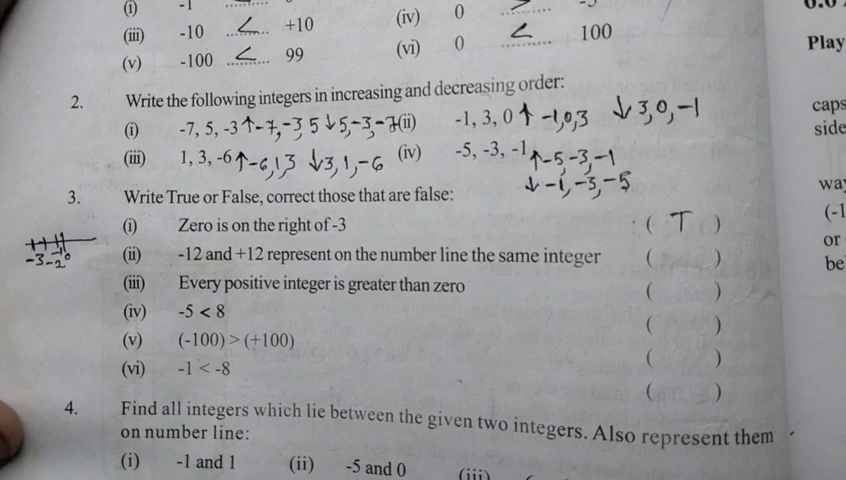 (i) -1 ..........
(iii) -10 <  +10 (iv) 0 > -5
(v) -100 < 99 (vi) 0 < 100
Play
2. Write the following integers in increasing and decreasing order:
(i) -7, 5, -3 ↑-7,-3,5 ↓5,-3,-7 (ii) -1, 3, 0 ↑ -1,0,3 ↓ 3,0,-1
caps
(iii) 1, 3, -6 ↑-6,1,3 ↓3,1,-6 (iv) -5, -3, -1 ↑-5,-3,-1
side
↓ -1,-3,-5
3. Write True or False, correct those that are false:
way
(i) Zero is on the right of -3 ( T )
(-1
-3 -2 -1 0
(ii) -12 and +12 represent on the number line the same integer ( )
or
(iii) Every positive integer is greater than zero ( )
be
(iv) -5 < 8 ( )
(v) (-100) > (+100) ( )
(vi) -1 < -8 ( )
4. Find all integers which lie between the given two integers. Also represent them
on number line:
(i) -1 and 1 (ii) -5 and 0 (iii)